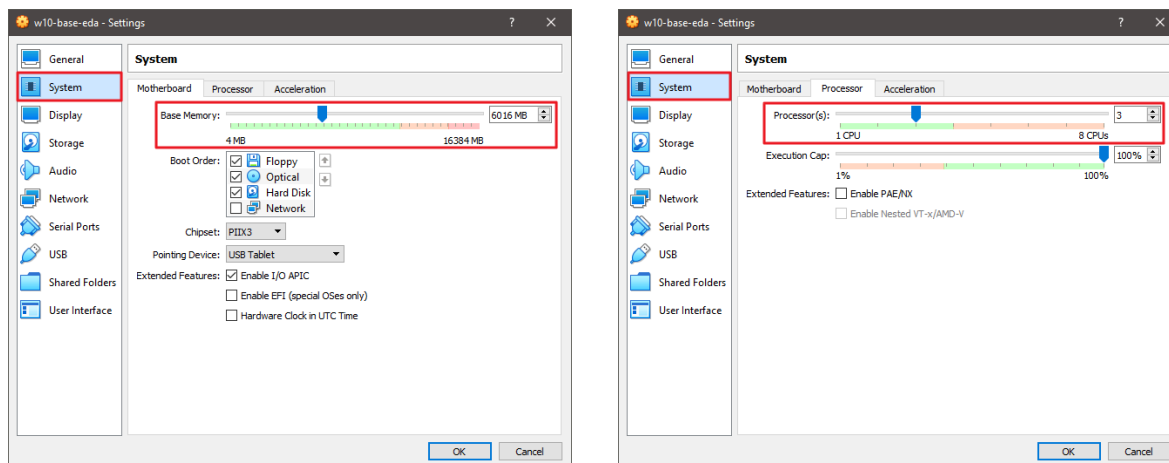 w10-base-eda - Settings
General
System
Display
Storage
Audio
Network
Serial Ports
USB
Shared Folders
User Interface
System
Motherboard Processor Acceleration
Base Memory: 6016 MB
4 MB 16384 MB
Boot Order: Floppy
Optical
Hard Disk
Network
Chipset: PIIX3
Pointing Device: USB Tablet
Extended Features: Enable I/O APIC
Enable EFI (special OSes only)
Hardware Clock in UTC Time
OK Cancel
w10-base-eda - Settings
General
System
Display
Storage
Audio
Network
Serial Ports
USB
Shared Folders
User Interface
System
Motherboard Processor Acceleration
Processor(s): 3
1 CPU 8 CPUs
Execution Cap: 100%
1% 100%
Extended Features: Enable PAE/NX
Enable Nested VT-x/AMD-V
OK Cancel